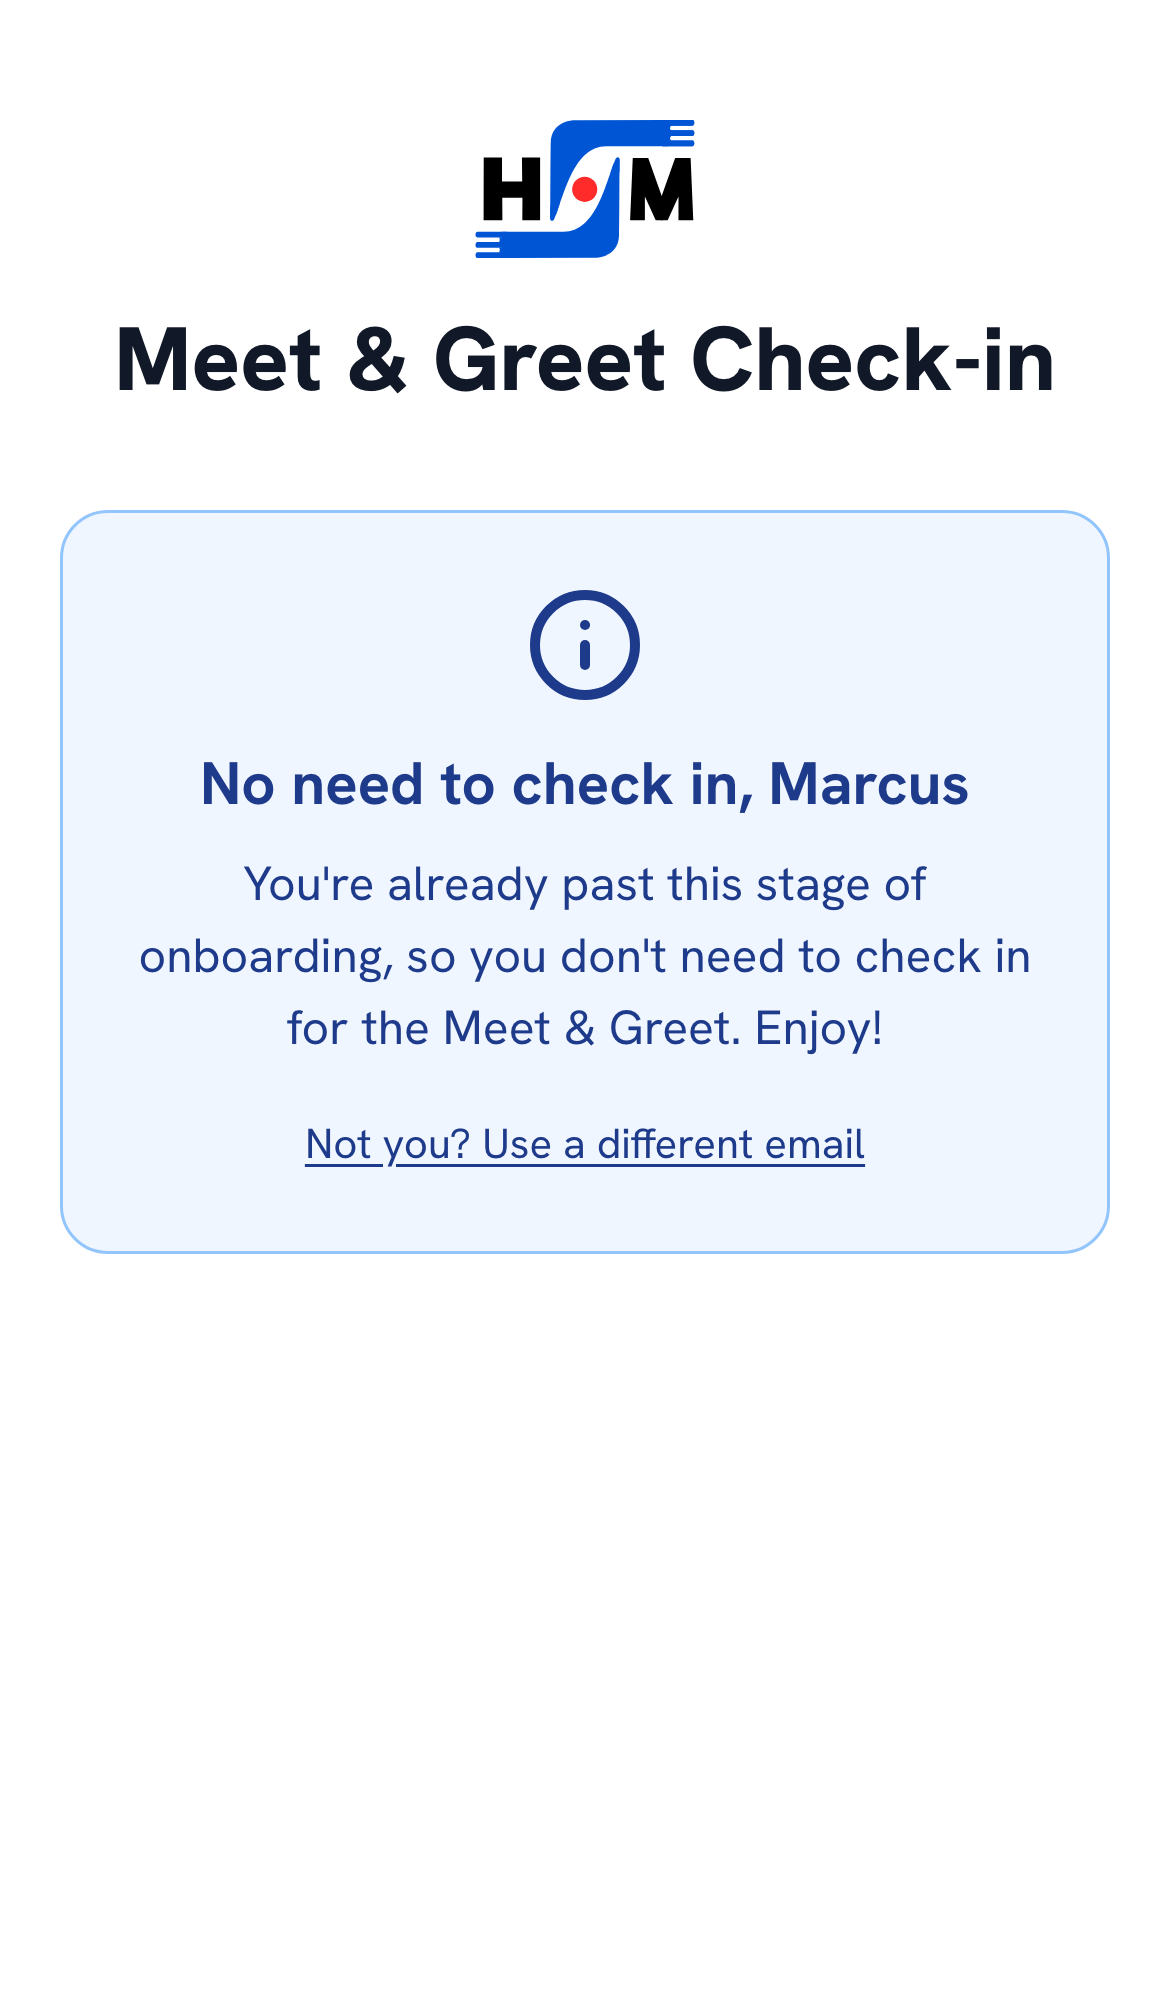 HSM
Meet & Greet Check-in
No need to check in, Marcus
You're already past this stage of
onboarding, so you don't need to check in
for the Meet & Greet. Enjoy!
Not you? Use a different email